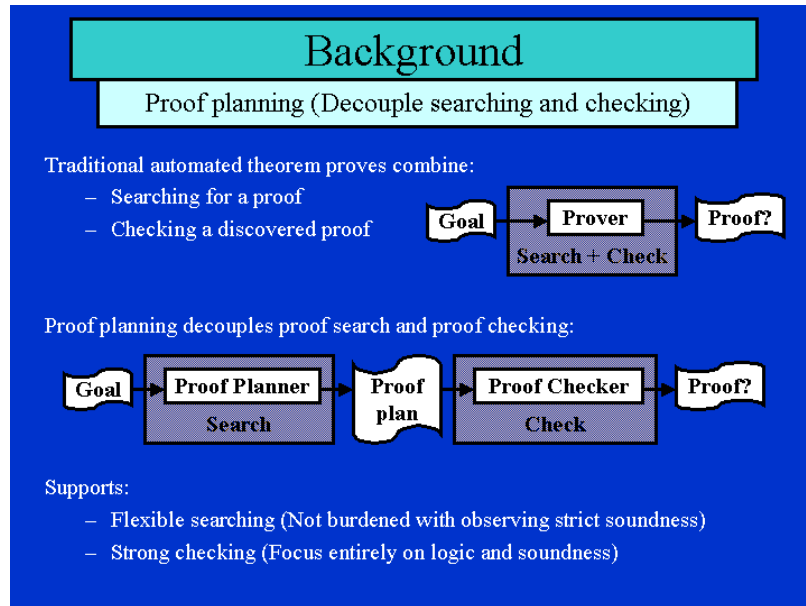 Background
Proof planning (Decouple searching and checking)
Traditional automated theorem proves combine:
– Searching for a proof
– Checking a discovered proof
Goal
Prover
Proof?
Search + Check
Proof planning decouples proof search and proof checking:
Goal
Proof Planner
Proof
plan
Proof Checker
Proof?
Search
Check
Supports:
– Flexible searching (Not burdened with observing strict soundness)
– Strong checking (Focus entirely on logic and soundness)